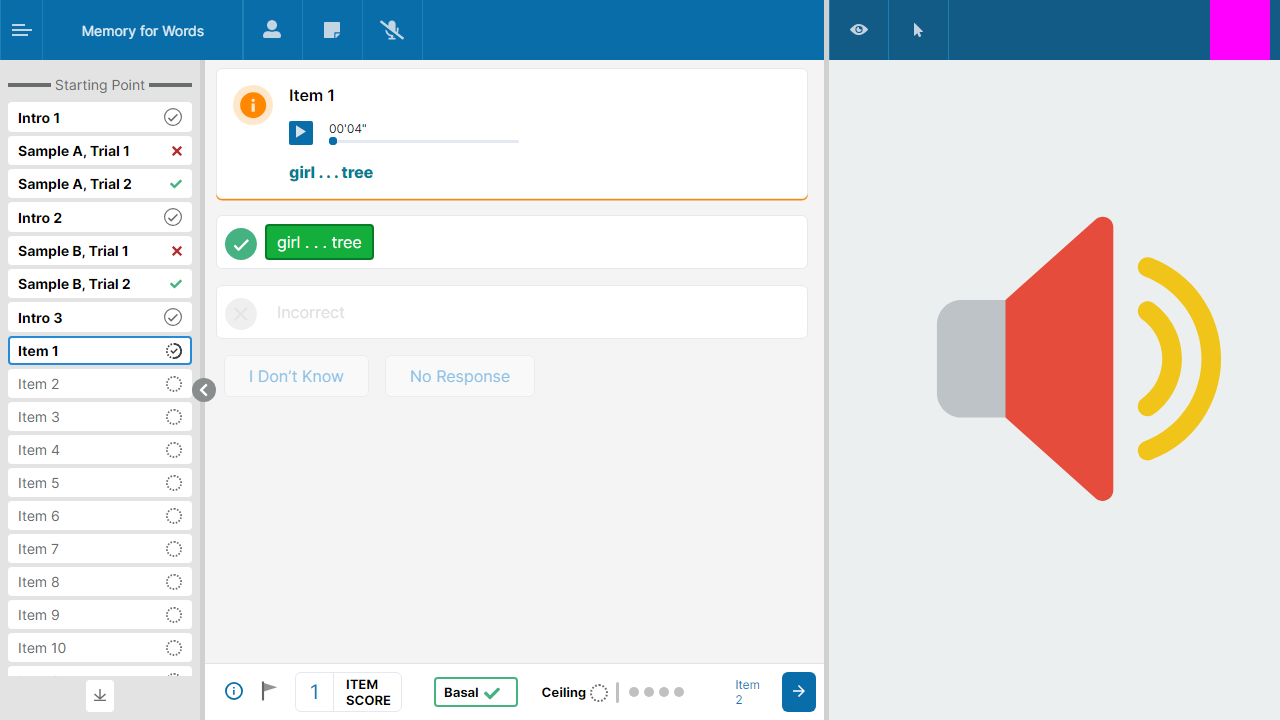 Memory for Words
Starting Point
Intro 1
Sample A, Trial 1
Sample A, Trial 2
Intro 2
Sample B, Trial 1
Sample B, Trial 2
Intro 3
Item 1
Item 2
Item 3
Item 4
Item 5
Item 6
Item 7
Item 8
Item 9
Item 10
Item 1
00'04"
girl . . . tree
girl . . . tree
Incorrect
I Don't Know
No Response
1
ITEM
SCORE
Basal
Ceiling
Item
2